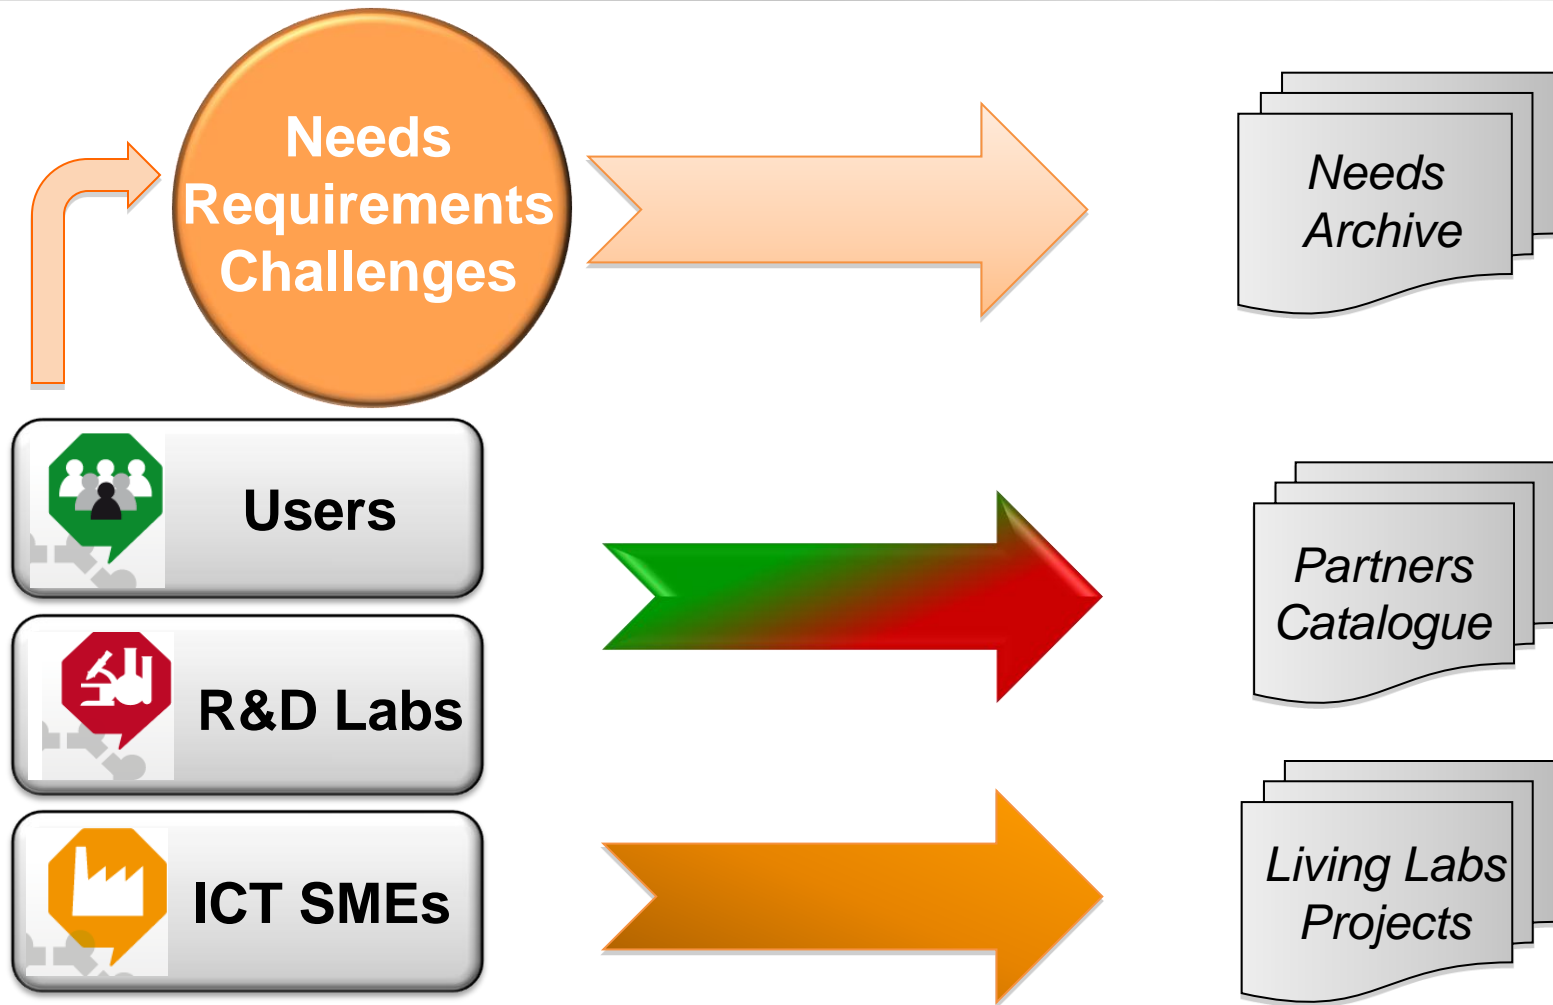 Needs
Requirements
Challenges
Needs
Archive
Users
Partners
Catalogue
R&D Labs
ICT SMEs
Living Labs
Projects